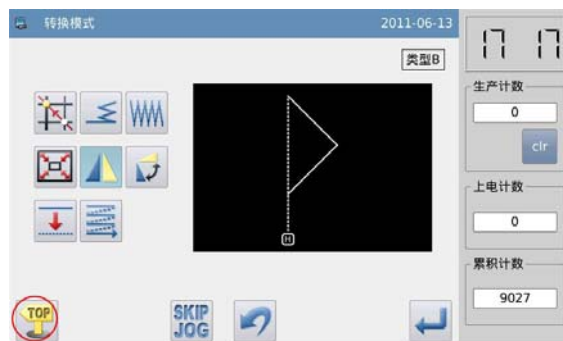 转换模式 2011-06-13
类型B
17 17
生产计数
0
clr
上电计数
0
累积计数
9027
H
TOP
SKIP
JOG